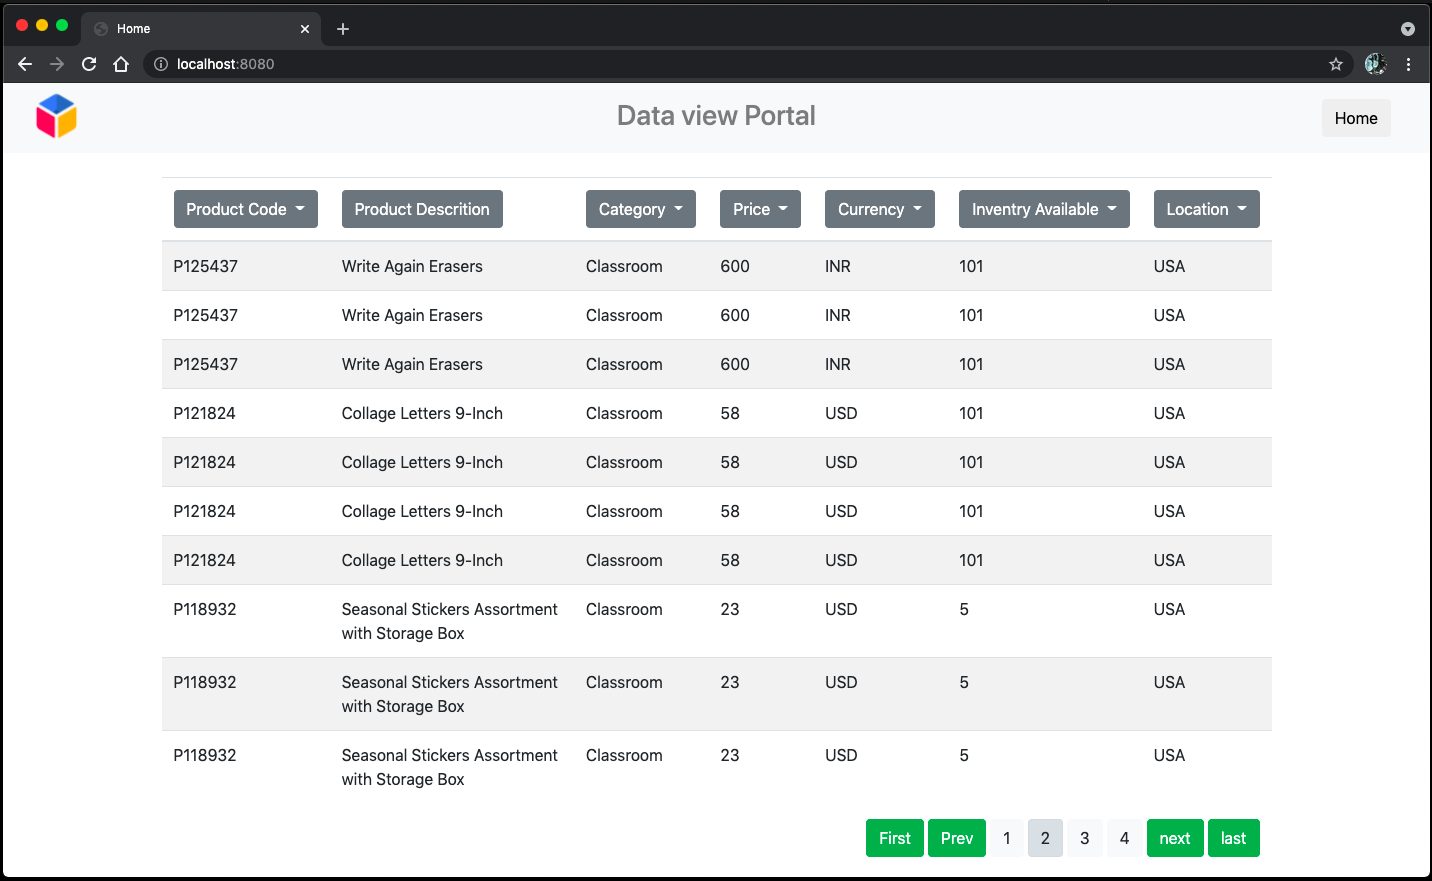 Home
localhost:8080
Data view Portal
Home
Product Code Product Descrition Category Price Currency Inventry Available Location
P125437 Write Again Erasers Classroom 600 INR 101 USA
P125437 Write Again Erasers Classroom 600 INR 101 USA
P125437 Write Again Erasers Classroom 600 INR 101 USA
P121824 Collage Letters 9-Inch Classroom 58 USD 101 USA
P121824 Collage Letters 9-Inch Classroom 58 USD 101 USA
P121824 Collage Letters 9-Inch Classroom 58 USD 101 USA
P121824 Collage Letters 9-Inch Classroom 58 USD 101 USA
P118932 Seasonal Stickers Assortment Classroom 23 USD 5 USA
with Storage Box
P118932 Seasonal Stickers Assortment Classroom 23 USD 5 USA
with Storage Box
P118932 Seasonal Stickers Assortment Classroom 23 USD 5 USA
with Storage Box
First Prev 1 2 3 4 next last